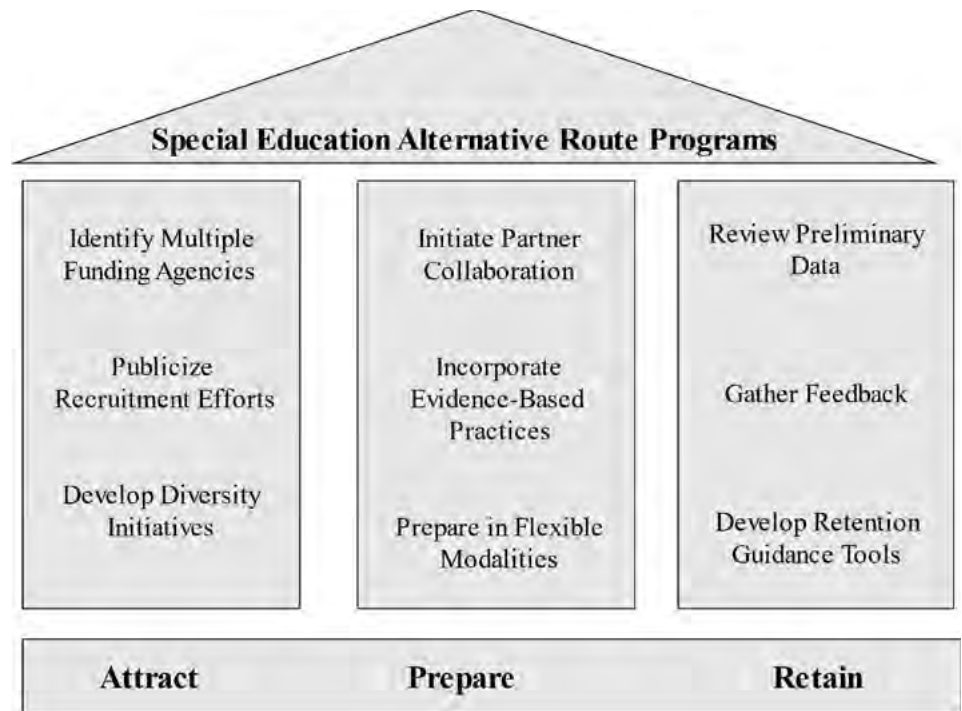 Special Education Alternative Route Programs
Identify Multiple
Funding Agencies
Publicize
Recruitment Efforts
Develop Diversity
Initiatives
Initiate Partner
Collaboration
Incorporate
Evidence-Based
Practices
Prepare in Flexible
Modalities
Review Preliminary
Data
Gather Feedback
Develop Retention
Guidance Tools
Attract
Prepare
Retain